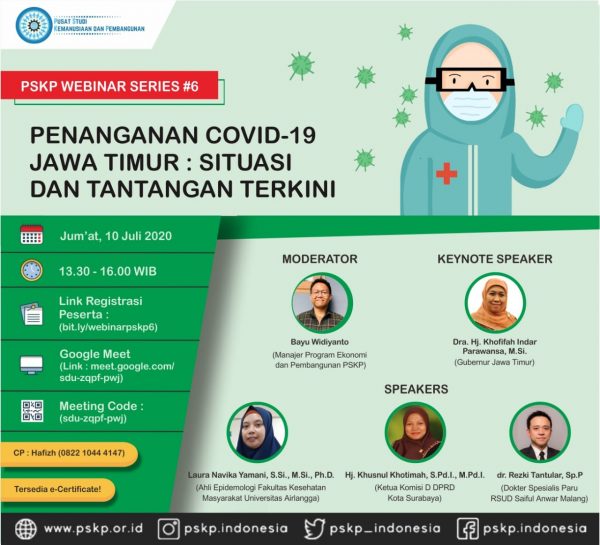 PUSAT STUDI
KEMANUSIAAN DAN PEMBANGUNAN
PSKP WEBINAR SERIES #6
PENANGANAN COVID-19
JAWA TIMUR : SITUASI
DAN TANTANGAN TERKINI
Jum'at, 10 Juli 2020
13.30 - 16.00 WIB
Link Registrasi
Peserta :
(bit.ly/webinarpskp6)
Google Meet
(Link : meet.google.com/
sdu-zqpf-pwj)
Meeting Code :
(sdu-zqpf-pwj)
CP : Hafizh (0822 1044 4147)
Tersedia e-Certificate!
MODERATOR
Bayu Widiyanto
(Manajer Program Ekonomi
dan Pembangunan PSKP)
KEYNOTE SPEAKER
Dra. Hj. Khofifah Indar
Parawansa, M.Si.
(Gubernur Jawa Timur)
SPEAKERS
Laura Navika Yamani, S.Si., M.Si., Ph.D.
(Ahli Epidemologi Fakultas Kesehatan
Masyarakat Universitas Airlangga)
Hj. Khusnul Khotimah, S.Pd.I., M.Pd.I.
(Ketua Komisi D DPRD
Kota Surabaya)
dr. Rezki Tantular, Sp.P
(Dokter Spesialis Paru
RSUD Saiful Anwar Malang)
www.pskp.or.id
pskp.indonesia
pskp_indonesia
pskp.indonesia